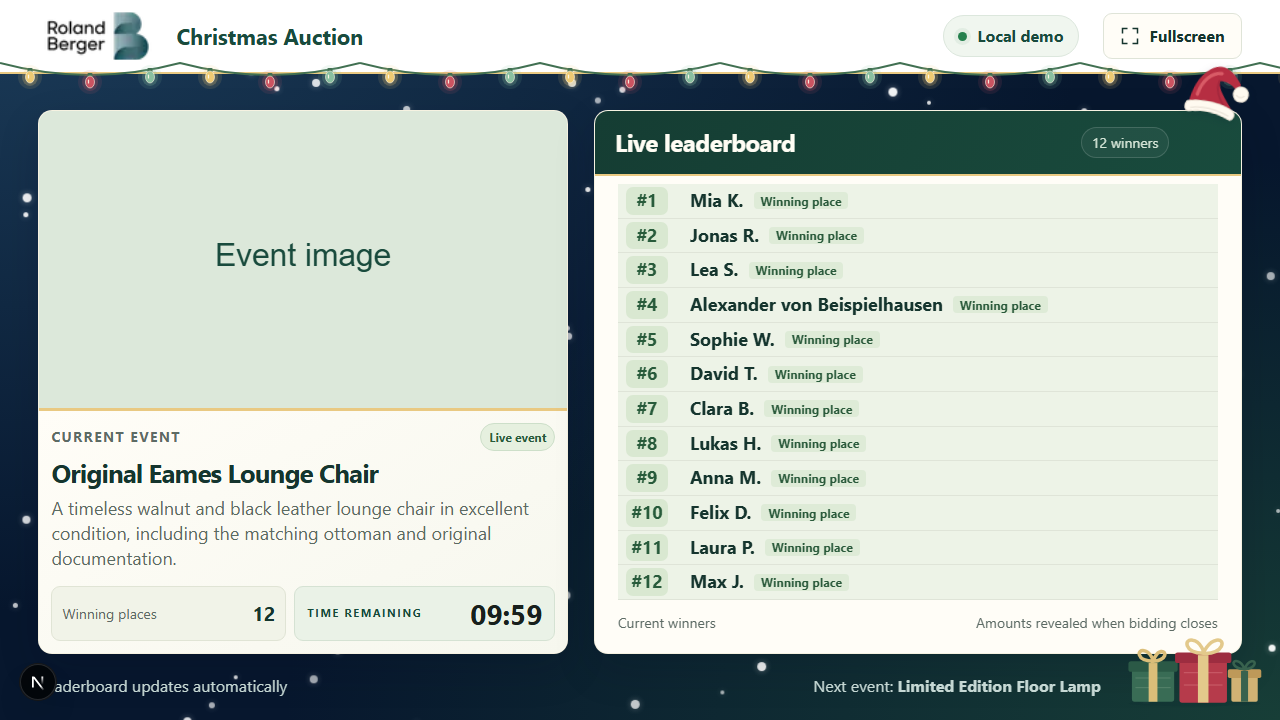 Roland
Berger
Christmas Auction
Local demo
Fullscreen
Event image
CURRENT EVENT
Live event
Original Eames Lounge Chair
A timeless walnut and black leather lounge chair in excellent
condition, including the matching ottoman and original
documentation.
Winning places 12
TIME REMAINING 09:59
Live leaderboard
12 winners
#1 Mia K. Winning place
#2 Jonas R. Winning place
#3 Lea S. Winning place
#4 Alexander von Beispielhausen Winning place
#5 Sophie W. Winning place
#6 David T. Winning place
#7 Clara B. Winning place
#8 Lukas H. Winning place
#9 Anna M. Winning place
#10 Felix D. Winning place
#11 Laura P. Winning place
#12 Max J. Winning place
Current winners
Amounts revealed when bidding closes
N
aderboard updates automatically
Next event: Limited Edition Floor Lamp